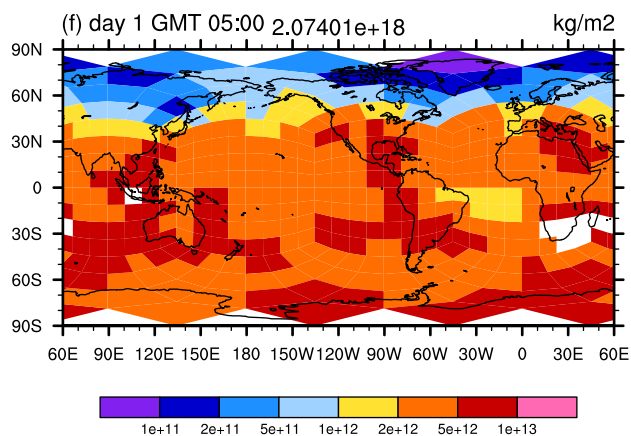 (f) day 1 GMT 05:00 2.07401e+18 kg/m2
90N
60N
30N
0
30S
60S
90S
60E 90E 120E 150E 180 150W 120W 90W 60W 30W 0 30E 60E
1e+11 2e+11 5e+11 1e+12 2e+12 5e+12 1e+13